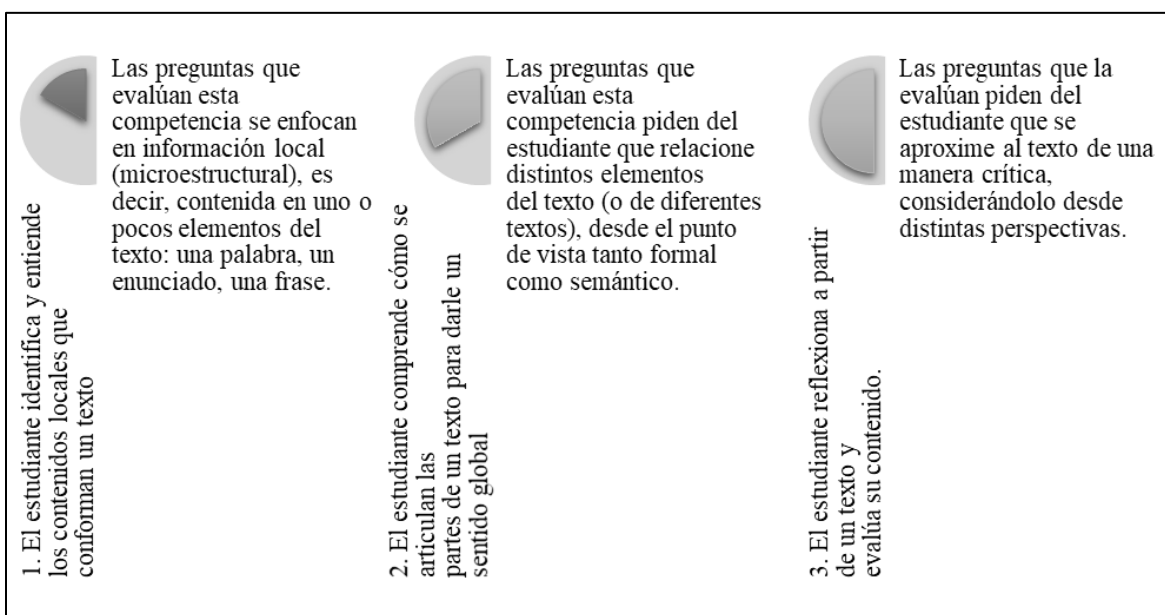 Las preguntas que
evalúan esta
competencia se enfocan
en información local
(microestructural), es
decir, contenida en uno o
pocos elementos del
texto: una palabra, un
enunciado, una frase.
1. El estudiante identifica y entiende
los contenidos locales que
conforman un texto
Las preguntas que
evalúan esta
competencia piden del
estudiante que relacione
distintos elementos
del texto (o de diferentes
textos), desde el punto
de vista tanto formal
como semántico.
2. El estudiante comprende cómo se
articulan las
partes de un texto para darle un
sentido global
Las preguntas que la
evalúan piden del
estudiante que se
aproxime al texto de una
manera crítica,
considerándolo desde
distintas perspectivas.
3. El estudiante reflexiona a partir
de un texto y
evalúa su contenido.